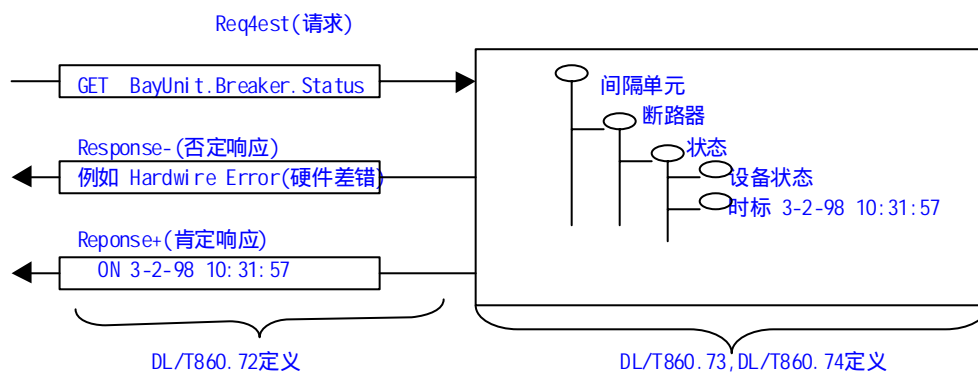 Req4est(请求)
GET BayUnit.Breaker.Status
Response-(否定响应)
例如 Hardwire Error(硬件差错)
Reponse+(肯定响应)
ON 3-2-98 10:31:57
DL/T860.72定义
间隔单元
断路器
状态
设备状态
时标 3-2-98 10:31:57
DL/T860.73,DL/T860.74定义